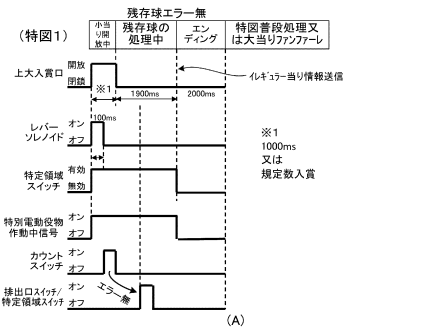 残存球エラー無
(特図1)
小当り開放中
残存球の処理中
エンディング
特図普段処理又は大当りファンファーレ
上大入賞口
開放
閉鎖
イレギュラー当り情報送信
※1
1900ms
2000ms
100ms
レバーソレノイド
オン
オフ
※1
1000ms
又は
規定数入賞
特定領域スイッチ
有効
無効
特別電動役物作動中信号
オン
オフ
カウントスイッチ
オン
オフ
エラー無
排出口スイッチ/特定領域スイッチ
オン
オフ
(A)